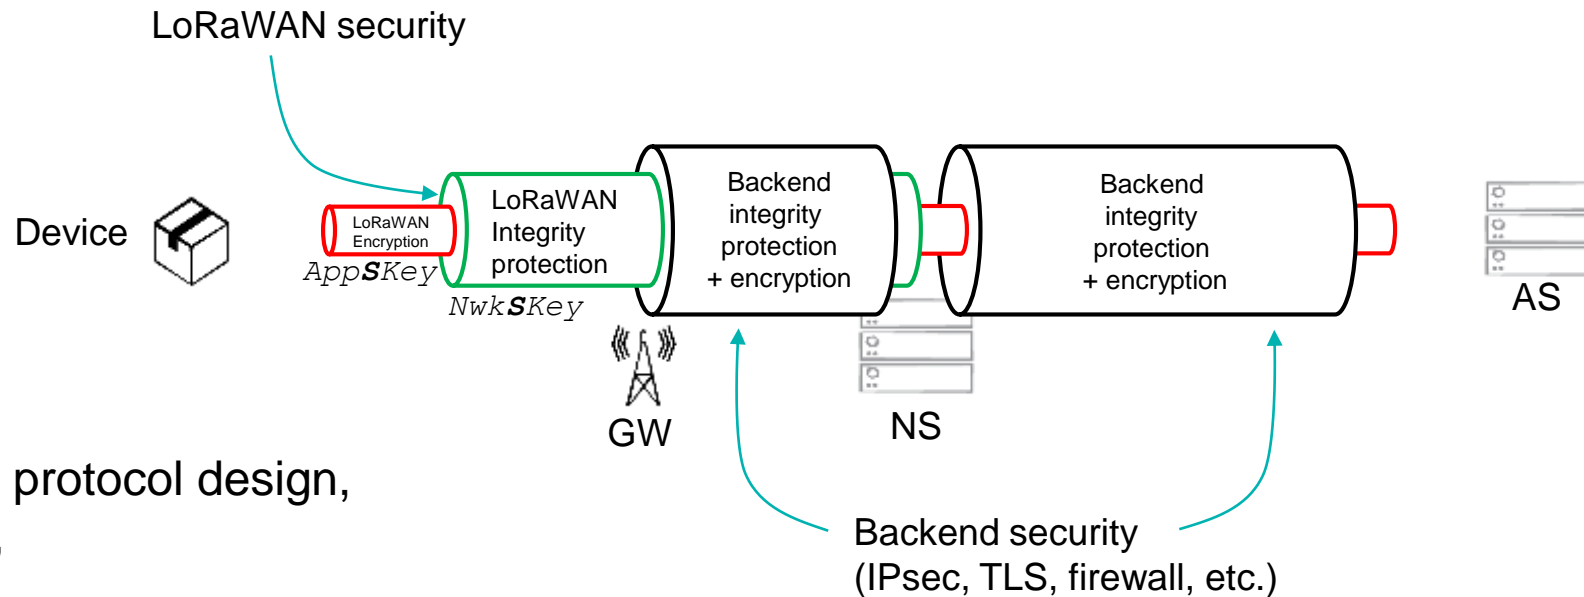 LoRaWAN security
Device
LoRaWAN
Encryption
AppSKey
LoRaWAN
Integrity
protection
NwkSKey
Backend
integrity
protection
+ encryption
Backend
integrity
protection
+ encryption
AS
GW
NS
protocol design,
,
Backend security
(IPsec, TLS, firewall, etc.)